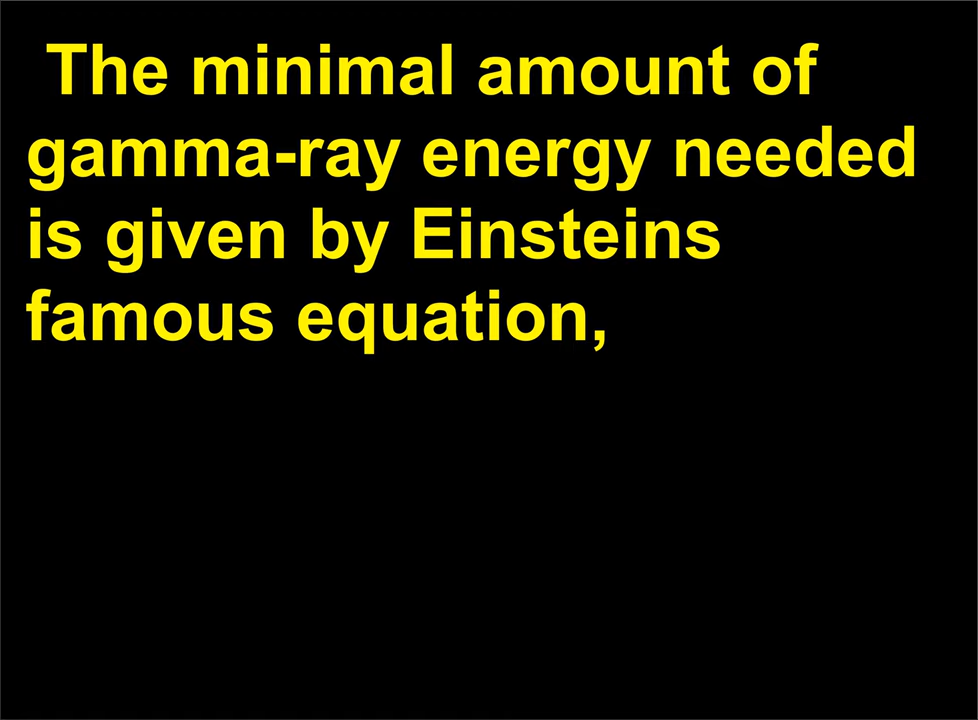 The minimal amount of
gamma-ray energy needed
is given by Einsteins
famous equation,